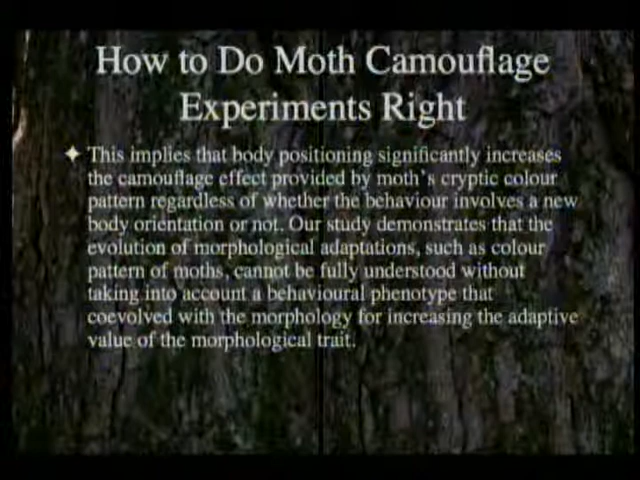 How to Do Moth Camouflage
Experiments Right
This implies that body positioning significantly increases
the camouflage effect provided by moth's cryptic colour
pattern regardless of whether the behaviour involves a new
body orientation or not. Our study demonstrates that the
evolution of morphological adaptations, such as colour
pattern of moths, cannot be fully understood without
taking into account a behavioural phenotype that
coevolved with the morphology for increasing the adaptive
value of the morphological trait.